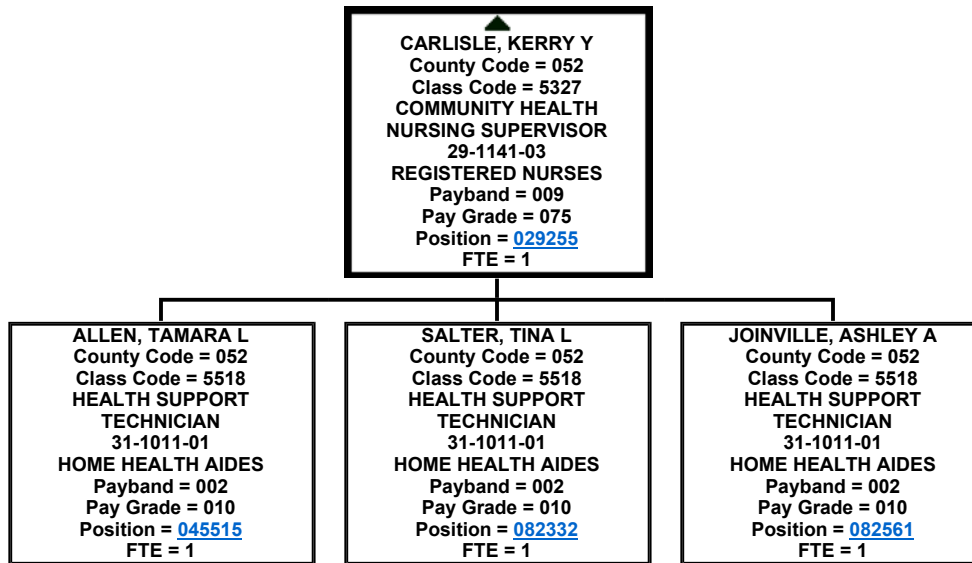 CARLISLE, KERRY Y
County Code = 052
Class Code = 5327
COMMUNITY HEALTH
NURSING SUPERVISOR
29-1141-03
REGISTERED NURSES
Payband = 009
Pay Grade = 075
Position = 029255
FTE = 1
ALLEN, TAMARA L
County Code = 052
Class Code = 5518
HEALTH SUPPORT
TECHNICIAN
31-1011-01
HOME HEALTH AIDES
Payband = 002
Pay Grade = 010
Position = 045515
FTE = 1
SALTER, TINA L
County Code = 052
Class Code = 5518
HEALTH SUPPORT
TECHNICIAN
31-1011-01
HOME HEALTH AIDES
Payband = 002
Pay Grade = 010
Position = 082332
FTE = 1
JOINVILLE, ASHLEY A
County Code = 052
Class Code = 5518
HEALTH SUPPORT
TECHNICIAN
31-1011-01
HOME HEALTH AIDES
Payband = 002
Pay Grade = 010
Position = 082561
FTE = 1